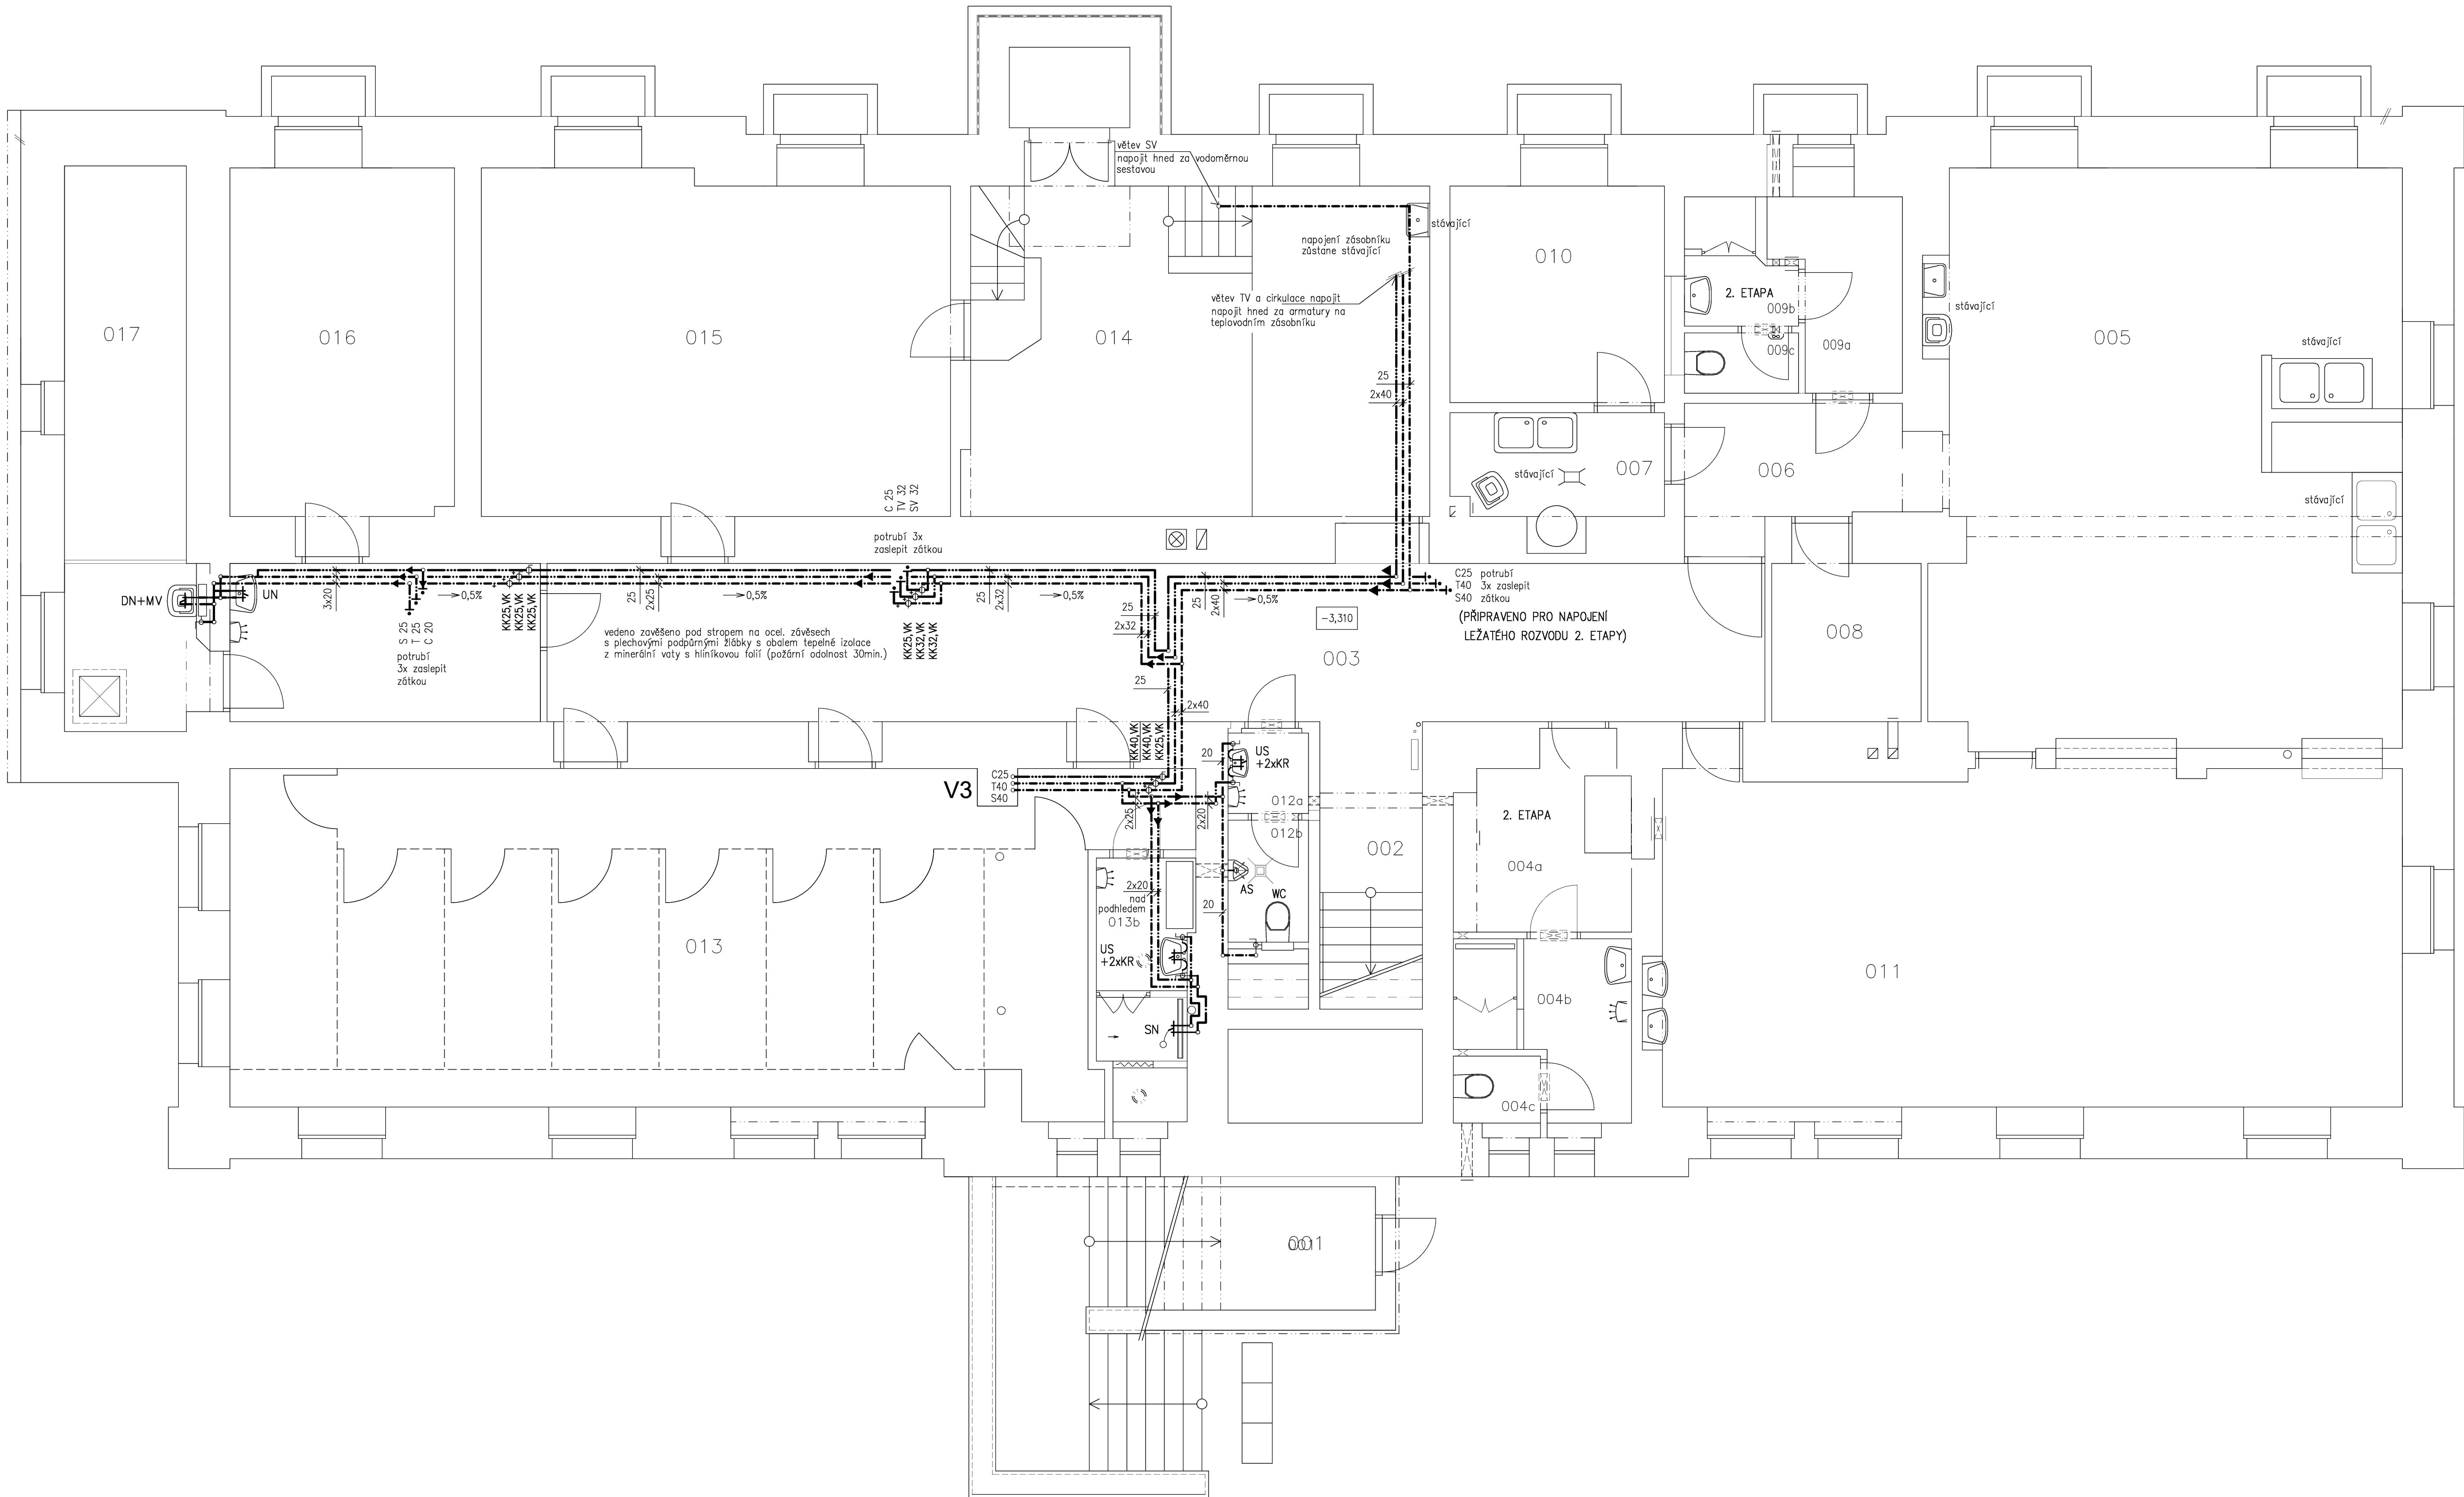 větev SV
napojit hned za vodoměrnou
sestavou
stávající
napojení zásobníku
zůstane stávající
větev TV a cirkulace napojit
napojit hned za armatury na
teplovodním zásobníku
010
2. ETAPA
009b
009c
009a
stávající
005
stávající
017
016
015
014
25
2x40
stávající
007
006
stávající
C 25
TV 32
SV 32
potrubí 3x
zaslepit zátkou
DN+MV
UN
3x20
S 25
T 25
C 20
potrubí
3x zaslepit
zátkou
0,5%
KK25,VK
KK25,VK
KK25,VK
25
2x25
0,5%
vedeno zavěšeno pod stropem na ocel. závěsech
s plechovými podpůrnými žlábky s obalem tepelné izolace
z minerální vaty s hliníkovou folií (požární odolnost 30min.)
KK25,VK
KK32,VK
KK32,VK
25
2x32
0,5%
25
2x32
25
2x40
0,5%
C25 potrubí
T40 3x zaslepit
S40 zátkou
(PŘIPRAVENO PRO NAPOJENÍ
LEŽATÉHO ROZVODU 2. ETAPY)
-3,310
003
008
25
2x40
KK40,VK
KK40,VK
KK25,VK
V3
C25
T40
S40
20
US
+2xKR
012a
012b
2x25
2x20
002
2. ETAPA
004a
2x20
nad
podhledem
013b
AS
WC
20
013
US
+2xKR
SN
004b
011
004c
001
001